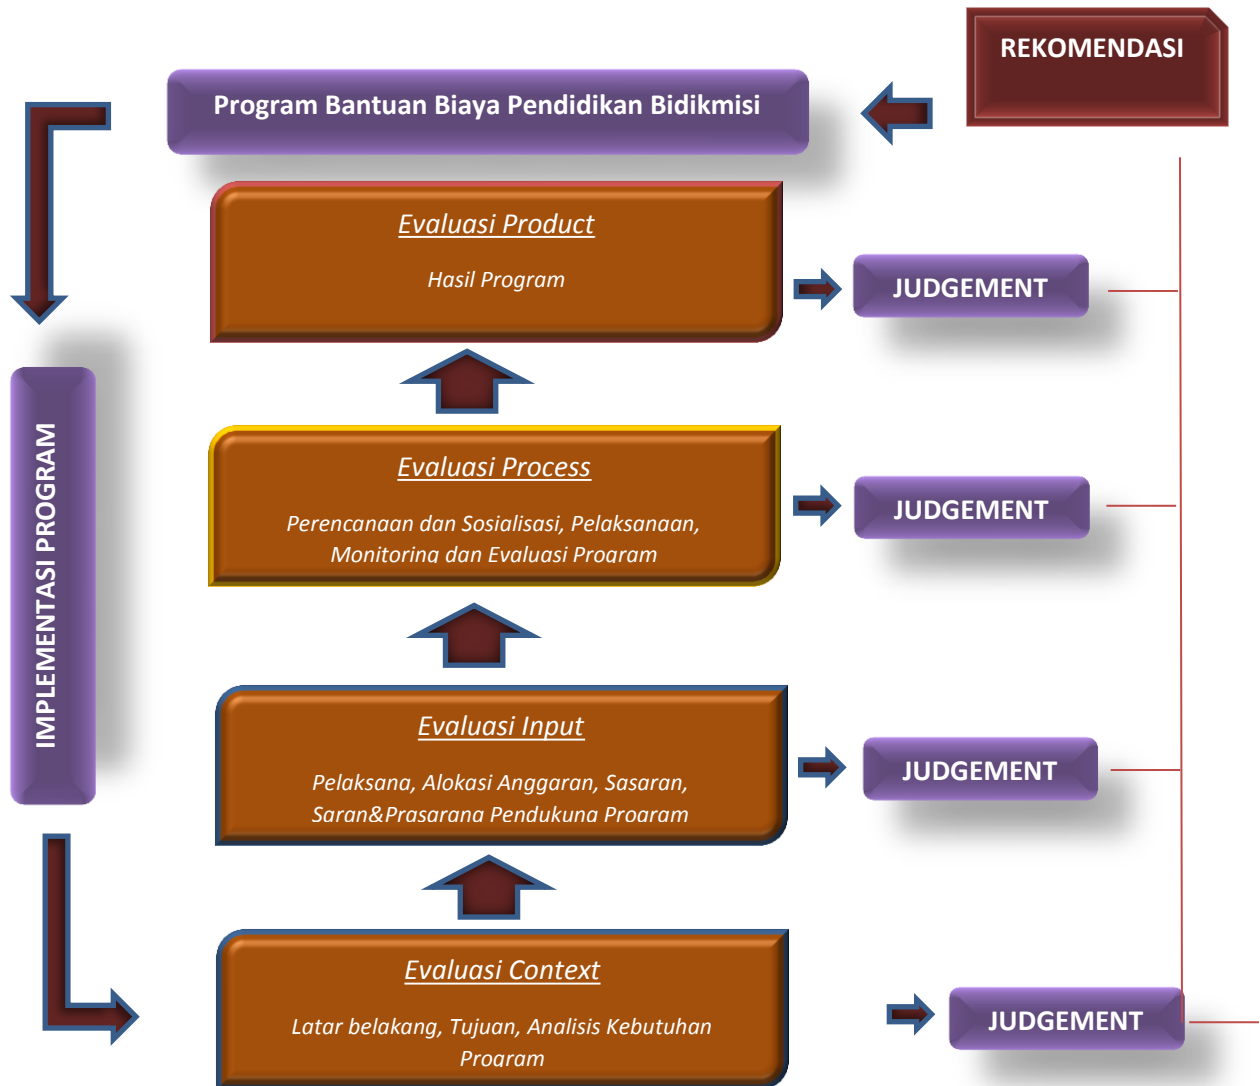 REKOMENDASI
Program Bantuan Biaya Pendidikan Bidikmisi
Evaluasi Product
Hasil Program
JUDGEMENT
IMPLEMENTASI PROGRAM
Evaluasi Process
Perencanaan dan Sosialisasi, Pelaksanaan,
Monitoring dan Evaluasi Program
JUDGEMENT
Evaluasi Input
Pelaksana, Alokasi Anggaran, Sasaran,
Saran&Prasarana Pendukung Program
JUDGEMENT
Evaluasi Context
Latar belakang, Tujuan, Analisis Kebutuhan
Program
JUDGEMENT